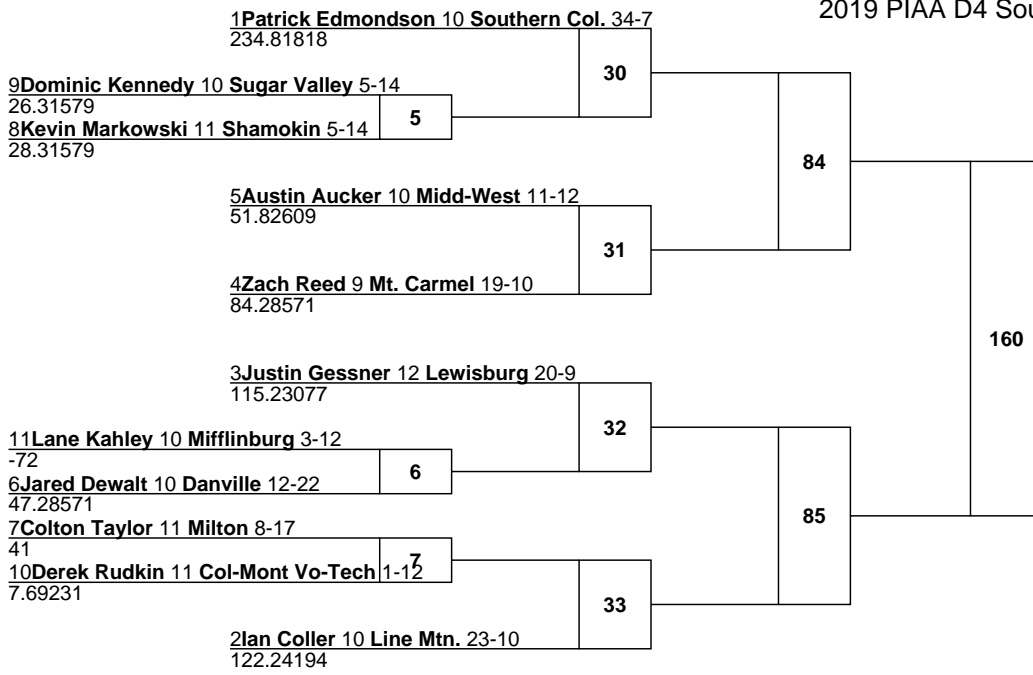 2019 PIAA D4 Sou
1Patrick Edmondson 10 Southern Col. 34-7
234.81818
30
9Dominic Kennedy 10 Sugar Valley 5-14
26.31579
5
8Kevin Markowski 11 Shamokin 5-14
28.31579
84
5Austin Aucker 10 Midd-West 11-12
51.82609
31
4Zach Reed 9 Mt. Carmel 19-10
84.28571
160
3Justin Gessner 12 Lewisburg 20-9
115.23077
32
11Lane Kahley 10 Mifflinburg 3-12
-72
6
6Jared Dewalt 10 Danville 12-22
47.28571
85
7Colton Taylor 11 Milton 8-17
41
7
10Derek Rudkin 11 Col-Mont Vo-Tech 1-12
7.69231
33
2Ian Coller 10 Line Mtn. 23-10
122.24194